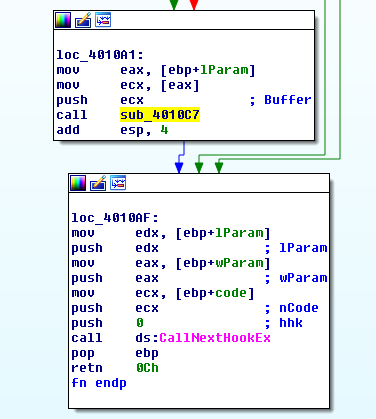 loc_4010A1:
mov eax, [ebp+lParam]
mov ecx, [eax]
push ecx ; Buffer
call sub_4010C7
add esp, 4
loc_4010AF:
mov edx, [ebp+lParam]
push edx ; lParam
mov eax, [ebp+wParam]
push eax ; wParam
mov ecx, [ebp+code]
push ecx ; nCode
push 0 ; hhk
call ds:CallNextHookEx
pop ebp
retn 0Ch
fn endp